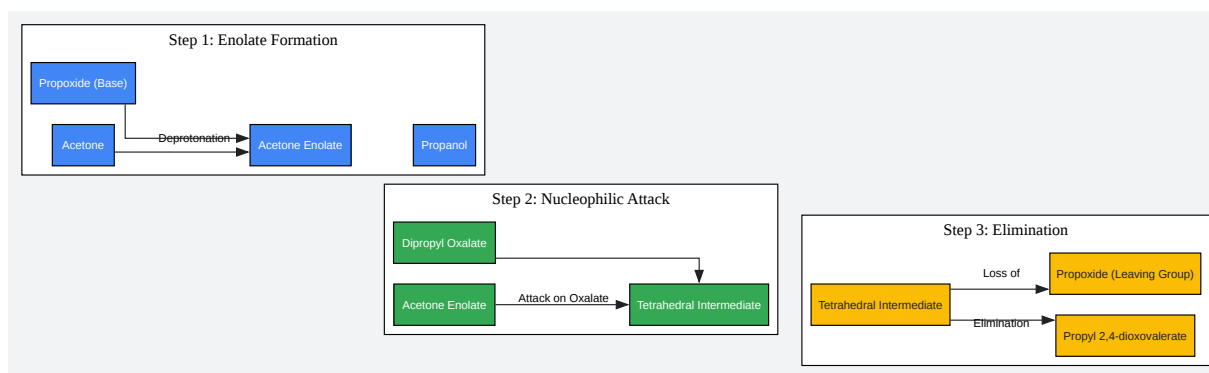 Step 1: Enolate Formation
Propoxide (Base)
Deprotonation
Acetone
Acetone Enolate
Propanol
Step 2: Nucleophilic Attack
Dipropyl Oxalate
Attack on Oxalate
Acetone Enolate
Tetrahedral Intermediate
Step 3: Elimination
Loss of
Propoxide (Leaving Group)
Tetrahedral Intermediate
Elimination
Propyl 2,4-dioxovalerate